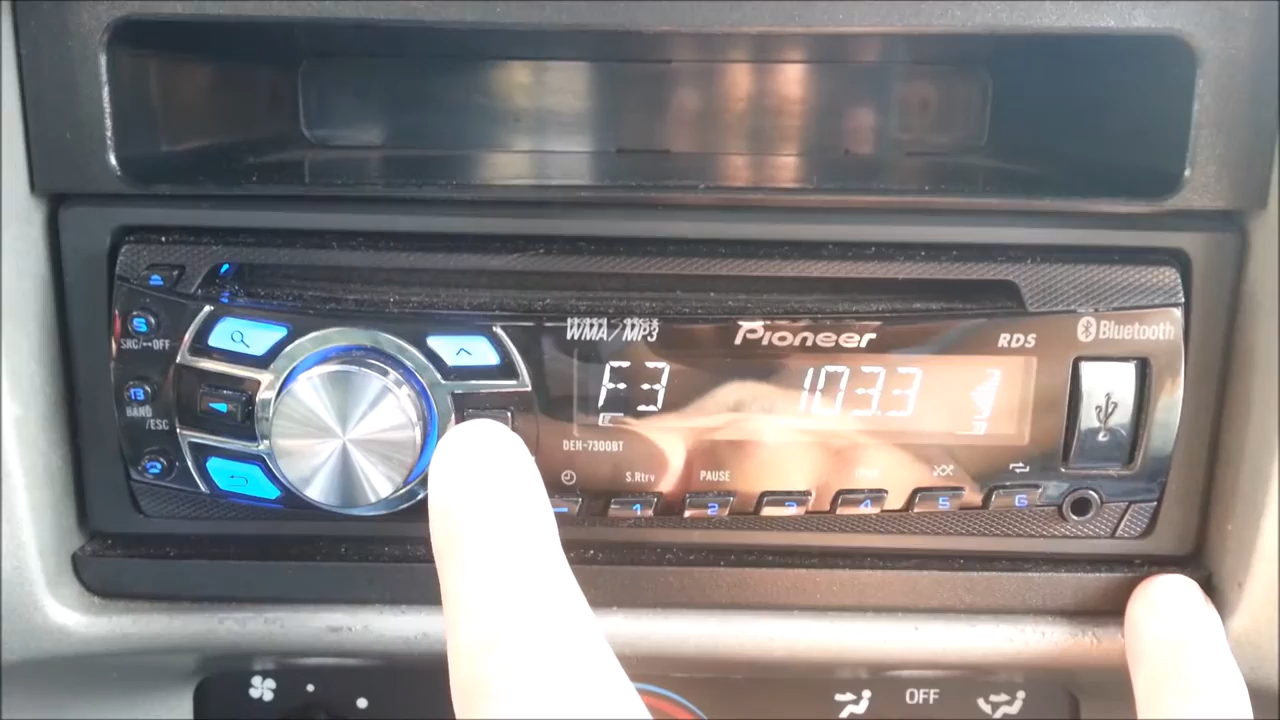 WMA/MP3
Pioneer
RDS
Bluetooth
S
SRC/--OFF
B
BAND
/ESC
F3
103.3
DEH-7300BT
S.Rtrv
PAUSE
1
2
3
4
5
6
OFF